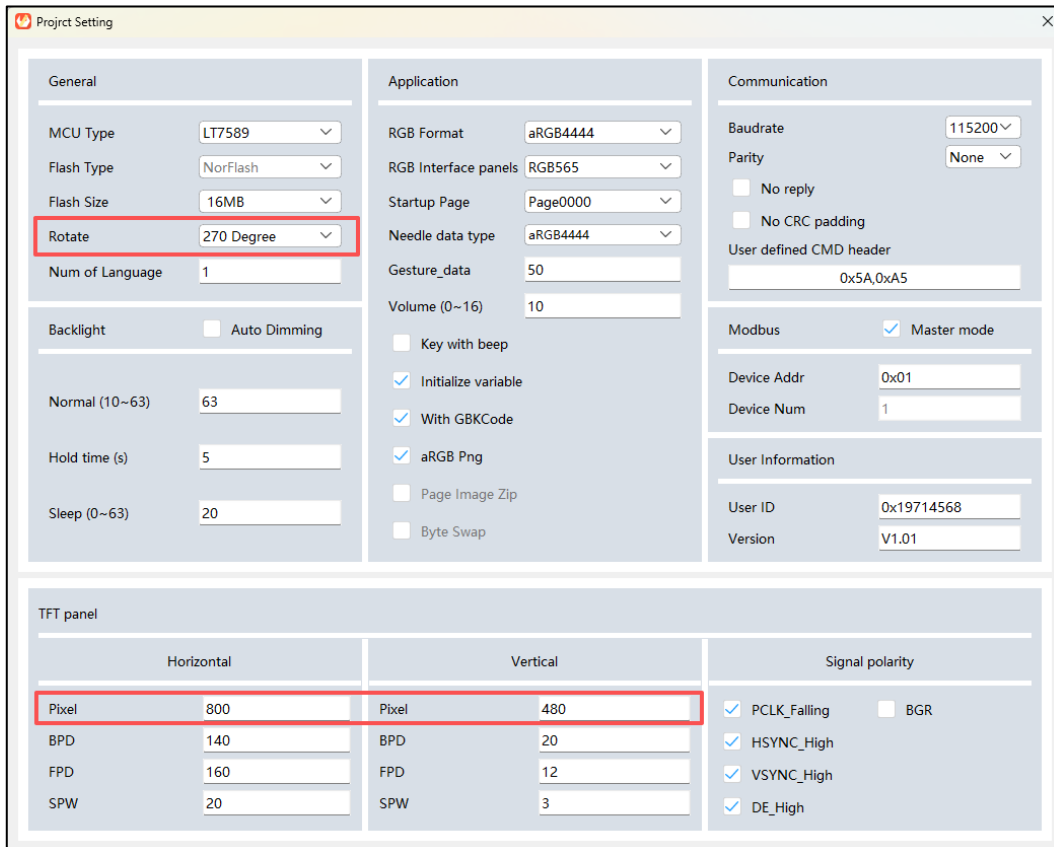 Projrct Setting
General
MCU Type LT7589
Flash Type NorFlash
Flash Size 16MB
Rotate 270 Degree
Num of Language 1
Backlight Auto Dimming
Normal (10~63) 63
Hold time (s) 5
Sleep (0~63) 20
Application
RGB Format aRGB4444
RGB Interface panels RGB565
Startup Page Page0000
Needle data type aRGB4444
Gesture_data 50
Volume (0~16) 10
Key with beep
Initialize variable
With GBKCode
aRGB Png
Page Image Zip
Byte Swap
Communication
Baudrate 115200
Parity None
No reply
No CRC padding
User defined CMD header
0x5A,0xA5
Modbus Master mode
Device Addr 0x01
Device Num 1
User Information
User ID 0x19714568
Version V1.01
TFT panel
Horizontal
Pixel 800
BPD 140
FPD 160
SPW 20
Vertical
Pixel 480
BPD 20
FPD 12
SPW 3
Signal polarity
PCLK_Falling BGR
HSYNC_High
VSYNC_High
DE_High